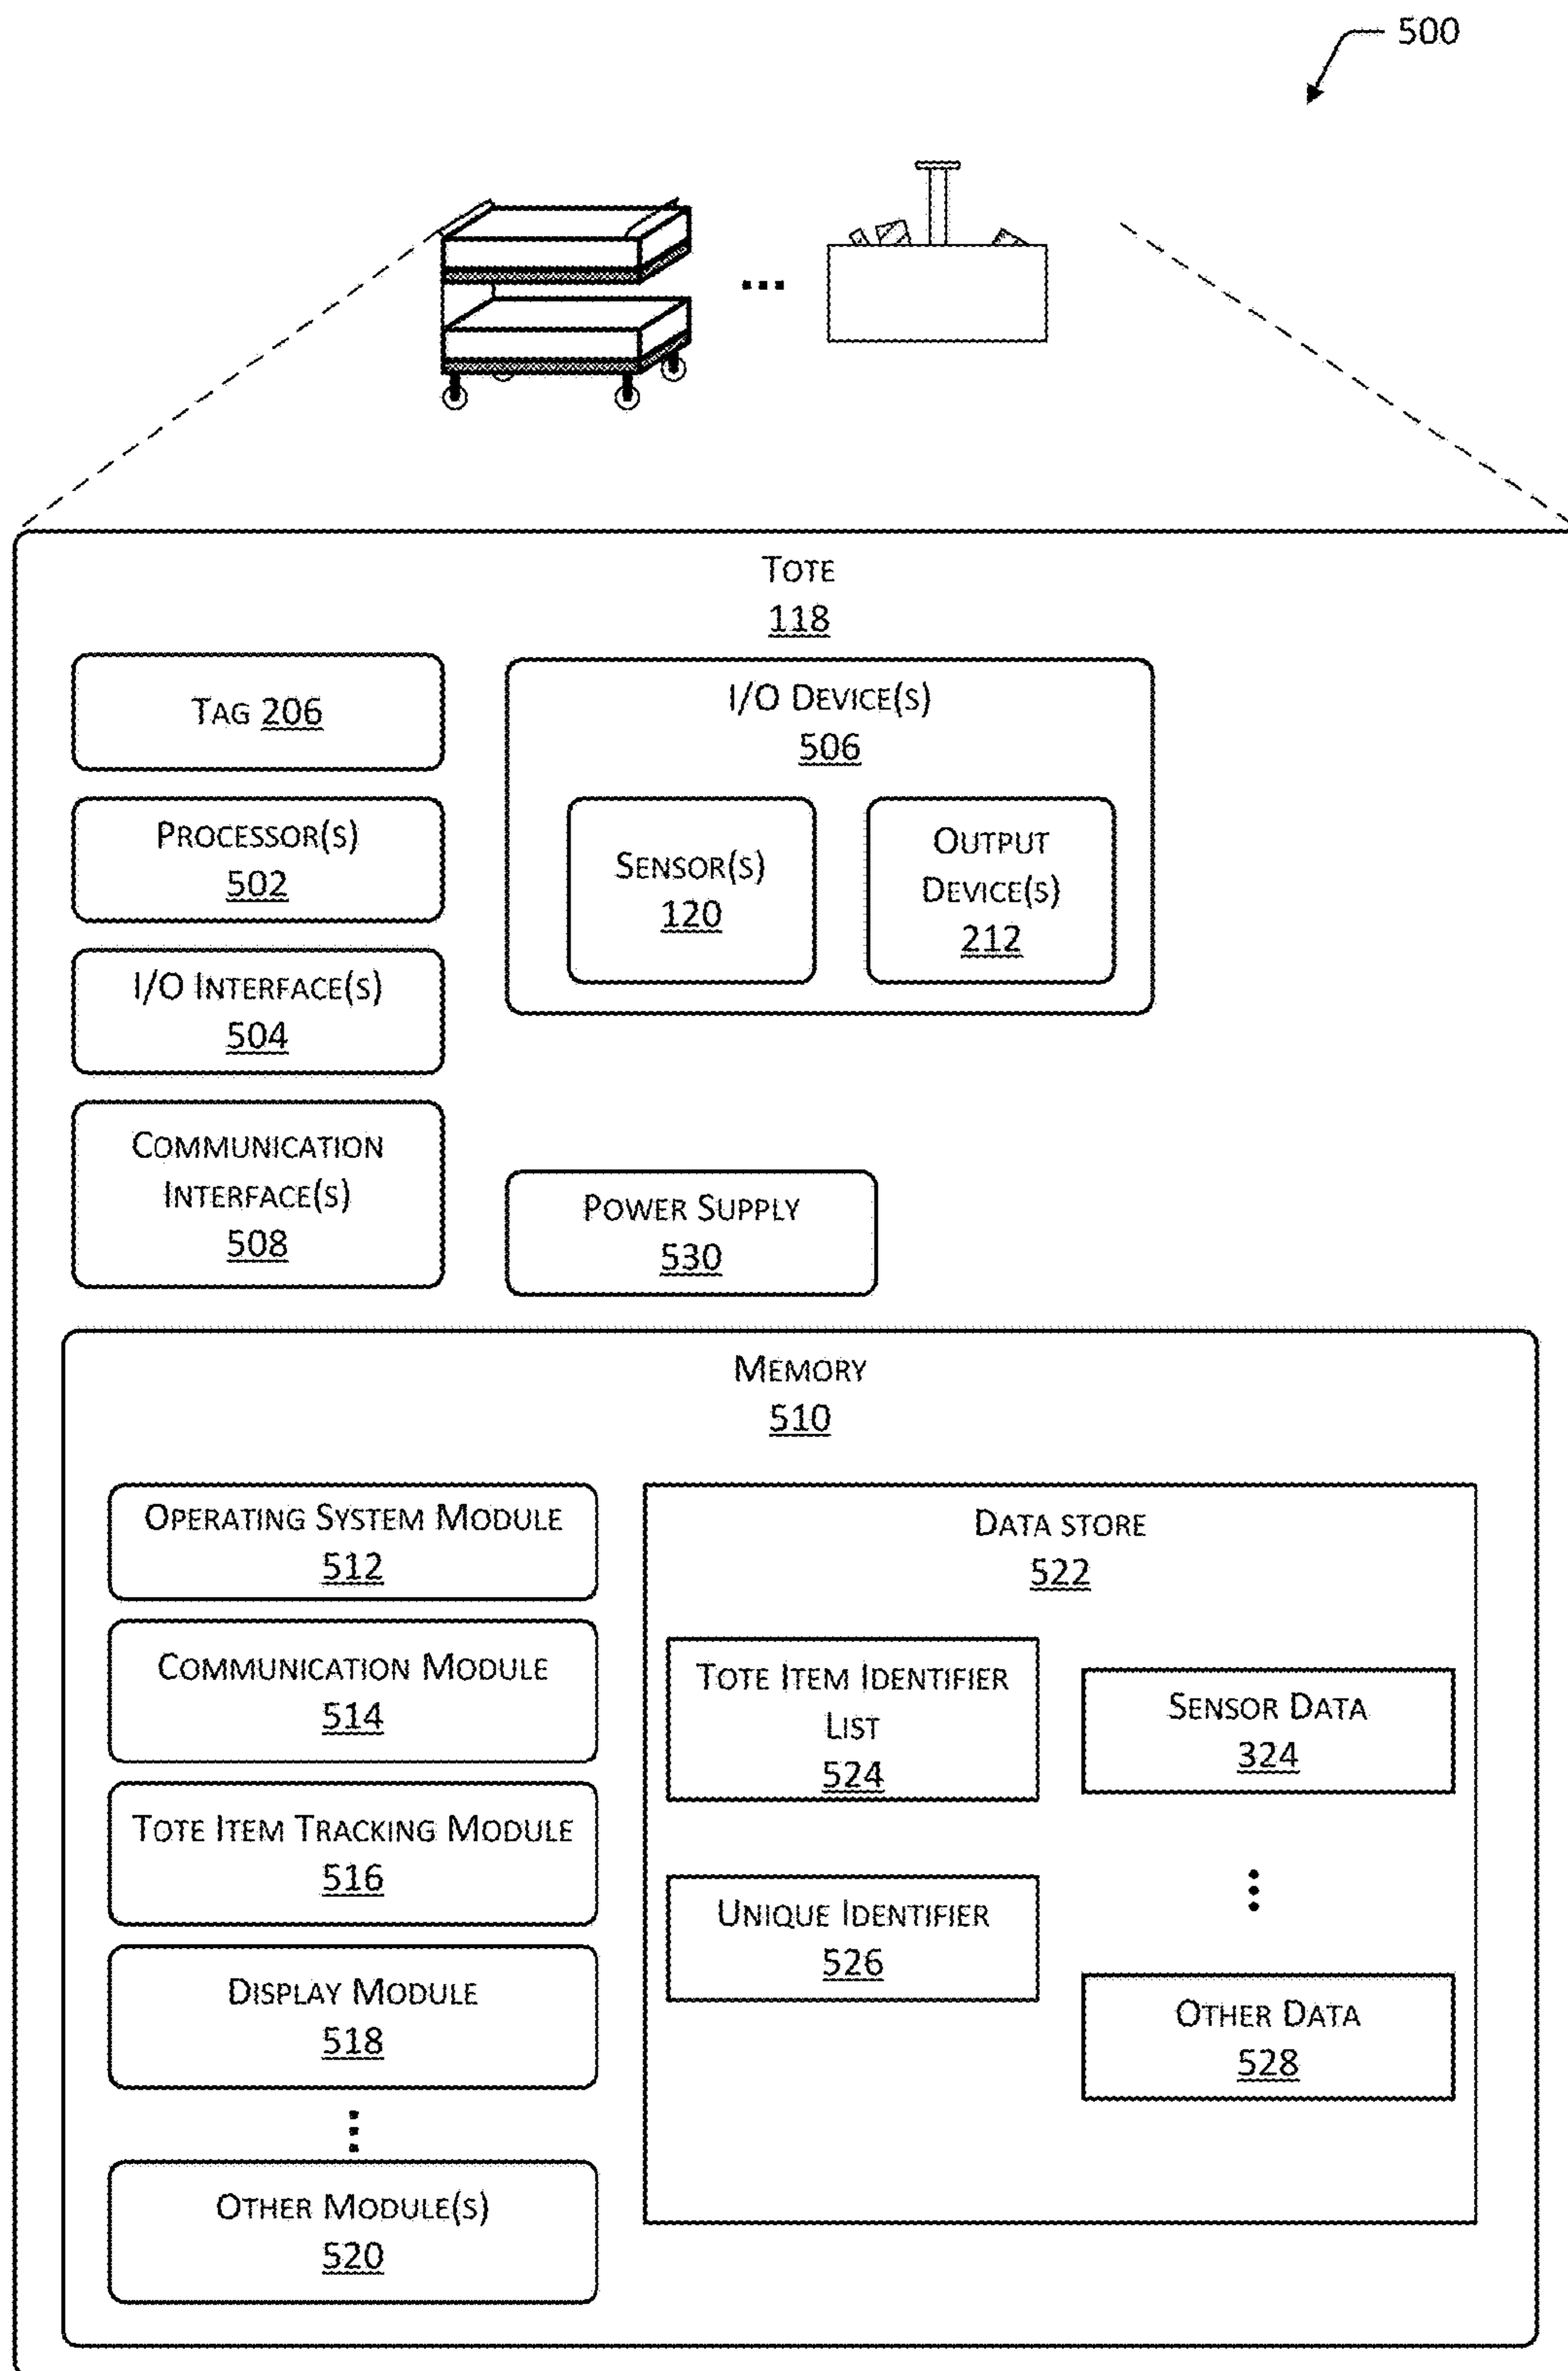 500
TOTE
118
TAG 206
PROCESSOR(S)
502
I/O INTERFACE(S)
504
COMMUNICATION
INTERFACE(S)
508
I/O DEVICE(S)
506
SENSOR(S)
120
OUTPUT
DEVICE(S)
212
POWER SUPPLY
530
MEMORY
510
OPERATING SYSTEM MODULE
512
COMMUNICATION MODULE
514
TOTE ITEM TRACKING MODULE
516
DISPLAY MODULE
518
OTHER MODULE(S)
520
DATA STORE
522
TOTE ITEM IDENTIFIER
LIST
524
UNIQUE IDENTIFIER
526
SENSOR DATA
324
OTHER DATA
528